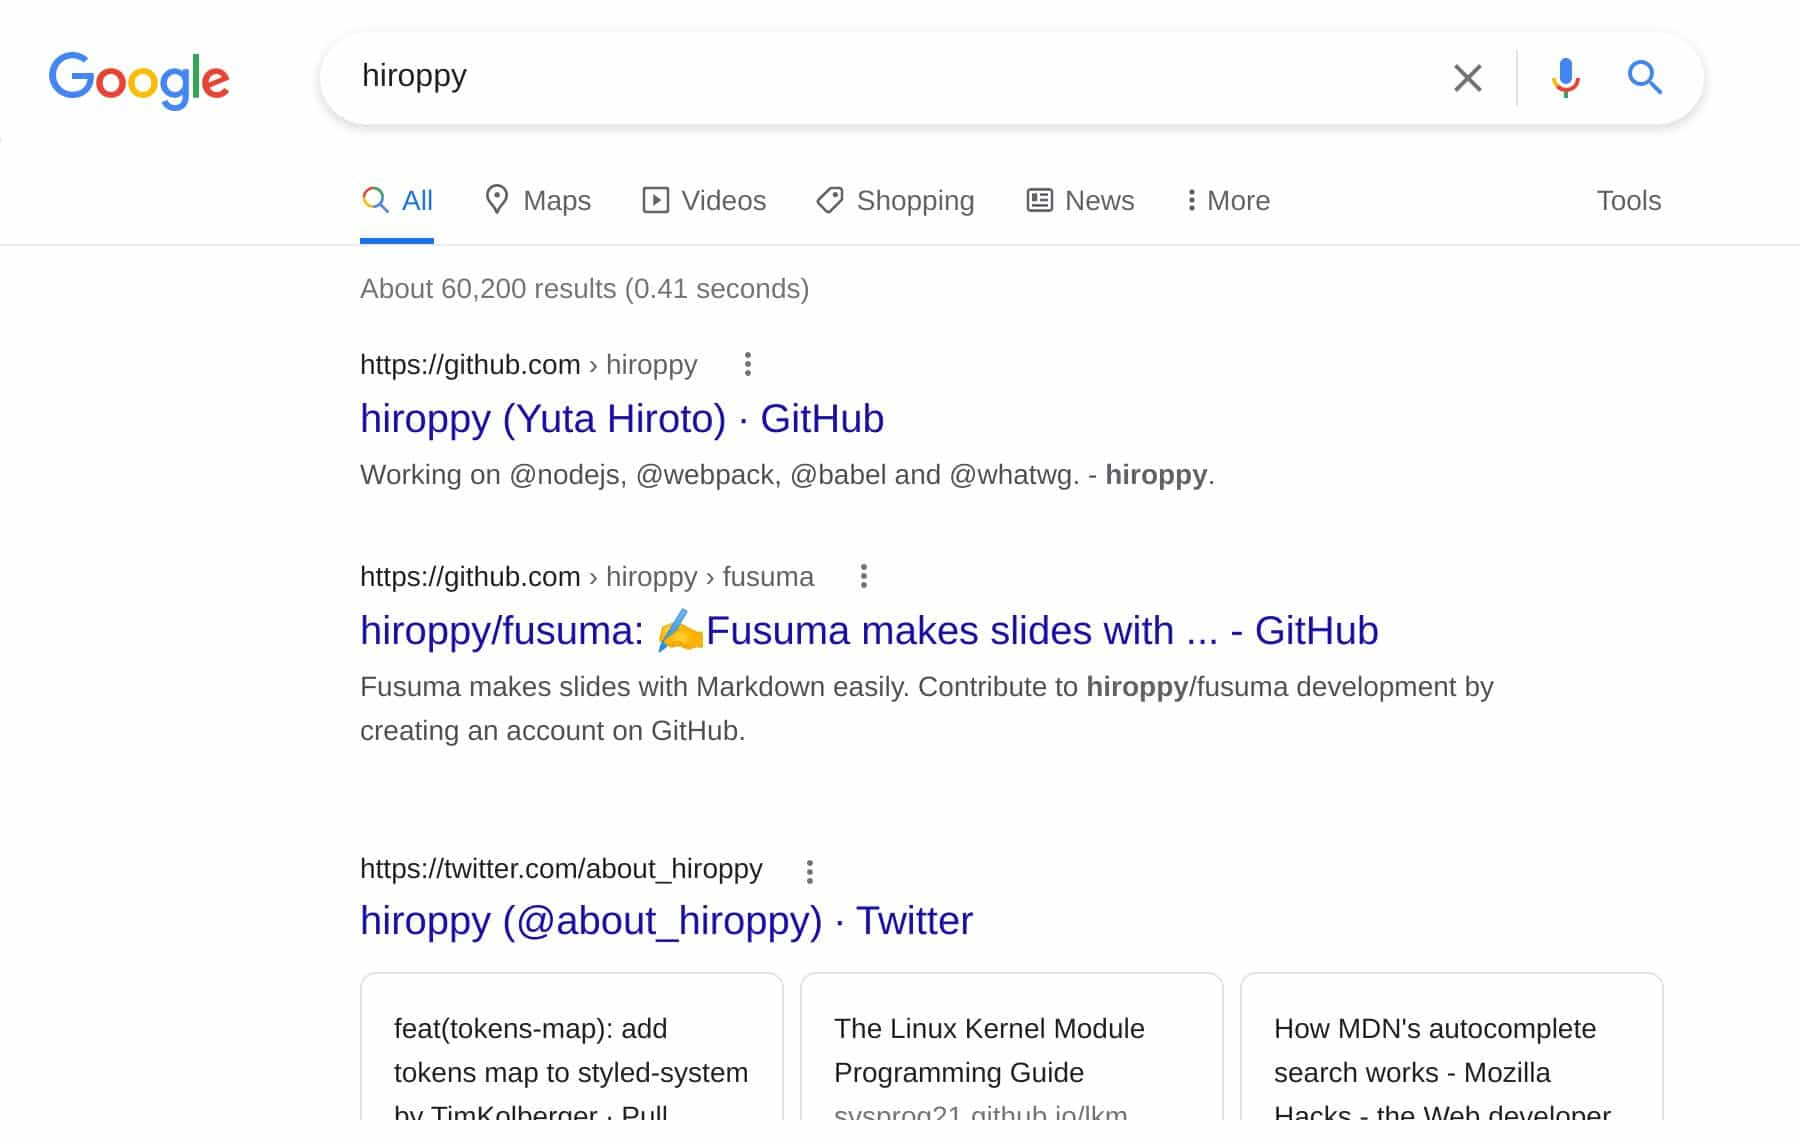 Google
hiroppy
All Maps Videos Shopping News More Tools
About 60,200 results (0.41 seconds)
https://github.com › hiroppy
hiroppy (Yuta Hiroto) · GitHub
Working on @nodejs, @webpack, @babel and @whatwg. - hiroppy.
https://github.com › hiroppy › fusuma
hiroppy/fusuma: ✍Fusuma makes slides with ... - GitHub
Fusuma makes slides with Markdown easily. Contribute to hiroppy/fusuma development by
creating an account on GitHub.
https://twitter.com/about_hiroppy
hiroppy (@about_hiroppy) · Twitter
feat(tokens-map): add
tokens map to styled-system
by TimKolberger · Pull
The Linux Kernel Module
Programming Guide
sysprog21.github.io/lkm
How MDN's autocomplete
search works - Mozilla
Hacks - the Web developer